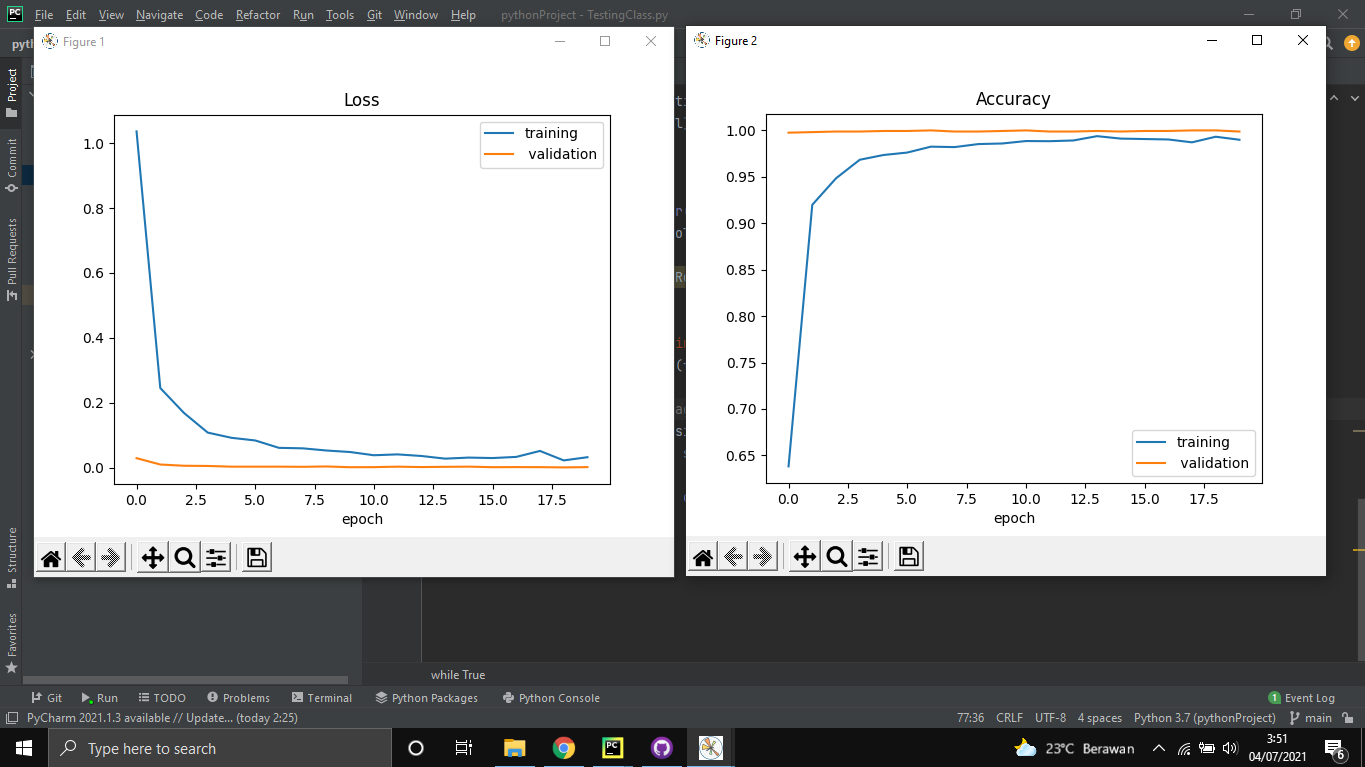 PC File Edit View Navigate Code Refactor Run Tools Git Window Help pythonProject - TestingClass.py
Figure 1
Figure 2
Loss
training
validation
1.0
0.8
0.6
0.4
0.2
0.0
0.0 2.5 5.0 7.5 10.0 12.5 15.0 17.5
epoch
Accuracy
1.00
0.95
0.90
0.85
0.80
0.75
0.70
0.65
training
validation
0.0 2.5 5.0 7.5 10.0 12.5 15.0 17.5
epoch
Project
Commit
Pull Requests
Structure
Favorites
while True
Git Run TODO Problems Terminal Python Packages Python Console 1 Event Log
PyCharm 2021.1.3 available // Update... (today 2:25) 77:36 CRLF UTF-8 4 spaces Python 3.7 (pythonProject) main
Type here to search PC 23°C Berawan 3:51
04/07/2021 6